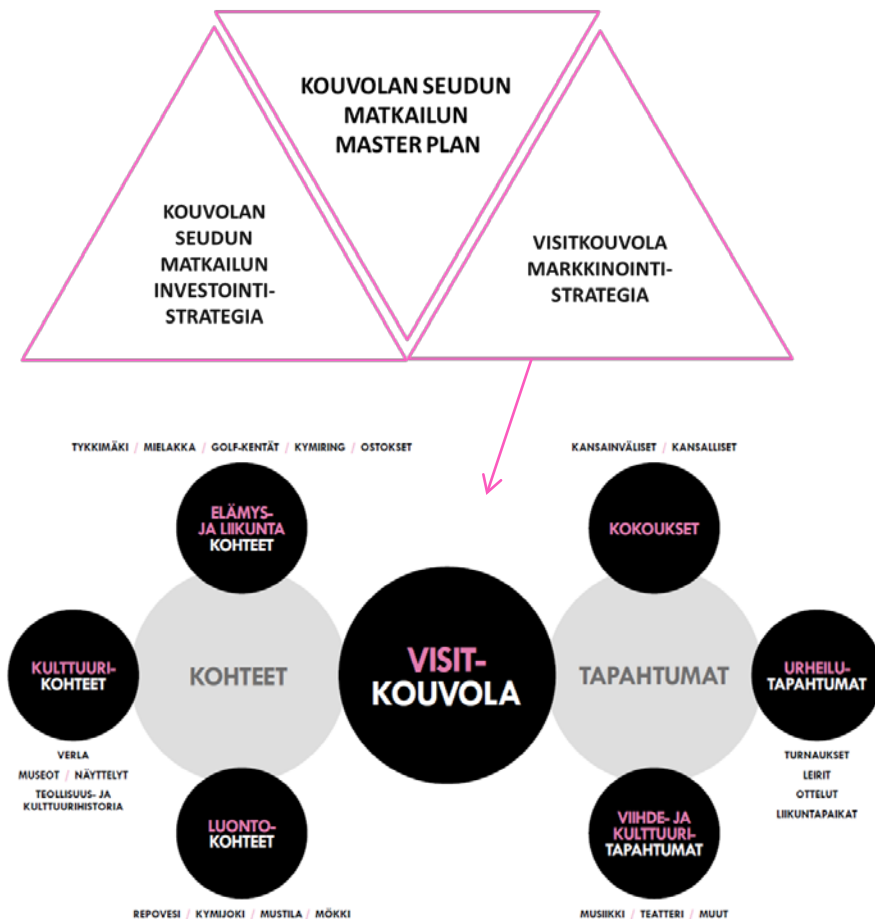 KOUVOLAN SEUDUN
MATKAILUN
MASTER PLAN
KOUVOLAN
SEUDUN
MATKAILUN
INVESTOINTI-
STRATEGIA
VISITKOUVOLA
MARKKINOINTI-
STRATEGIA
TYKKIMÄKI / MIELAKKA / GOLF-KENTÄT / KYMIRING / OSTOKSET
KANSAINVÄLISET / KANSALLISET
ELÄMYS-
JA LIIKUNTA
KOHTEET
KOKOUKSET
KULTTUURI-
KOHTEET
KOHTEET
VISIT-
KOUVOLA
TAPAHTUMAT
URHEILU-
TAPAHTUMAT
VERLA
MUSEOT / NÄYTTELYT
TEOLLISUUS- JA
KULTTUURIHISTORIA
TURNAUKSET
LEIRIT
OTTELUT
LIIKUNTAPAIKAT
LUONTO-
KOHTEET
VIIHDE- JA
KULTTUURI-
TAPAHTUMAT
REPOVESI / KYMIJOKI / MUSTILA / MÖKKI
MUSIIKKI / TEATTERI / MUUT